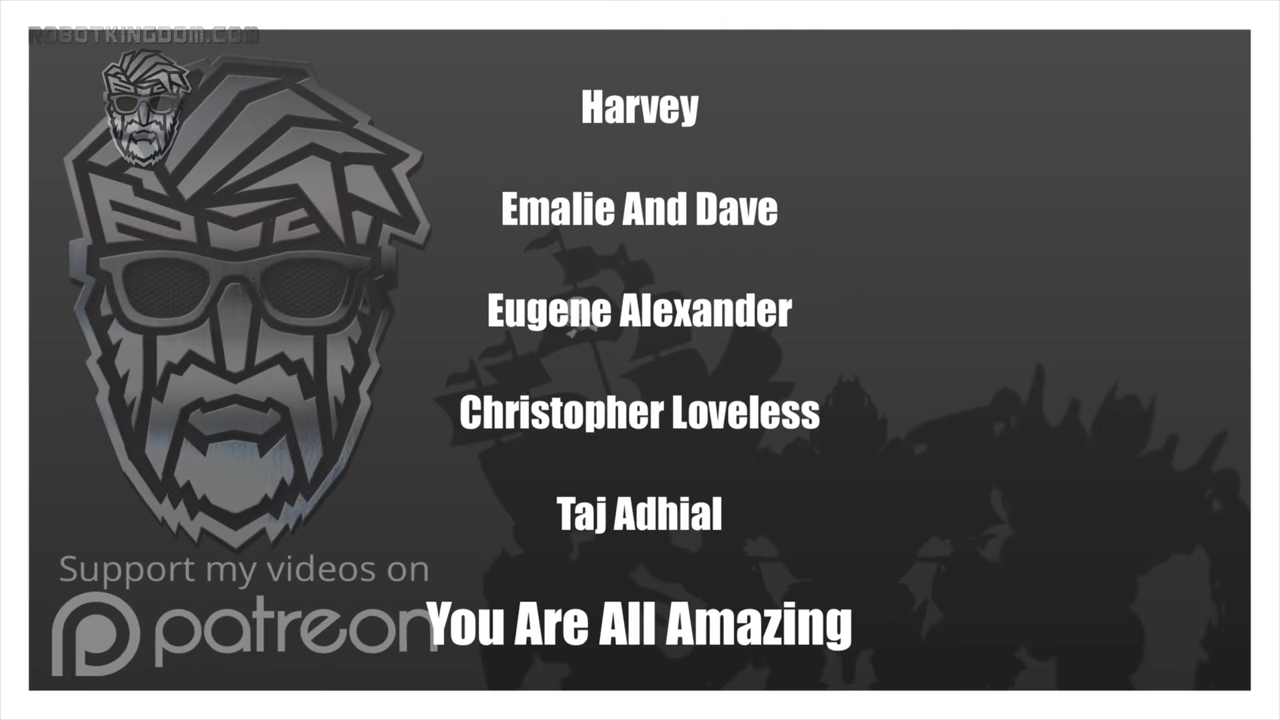 ROBOTKINGDOM.COM
Harvey
Emalie And Dave
Eugene Alexander
Christopher Loveless
Taj Adhial
Support my videos on
patreon
You Are All Amazing